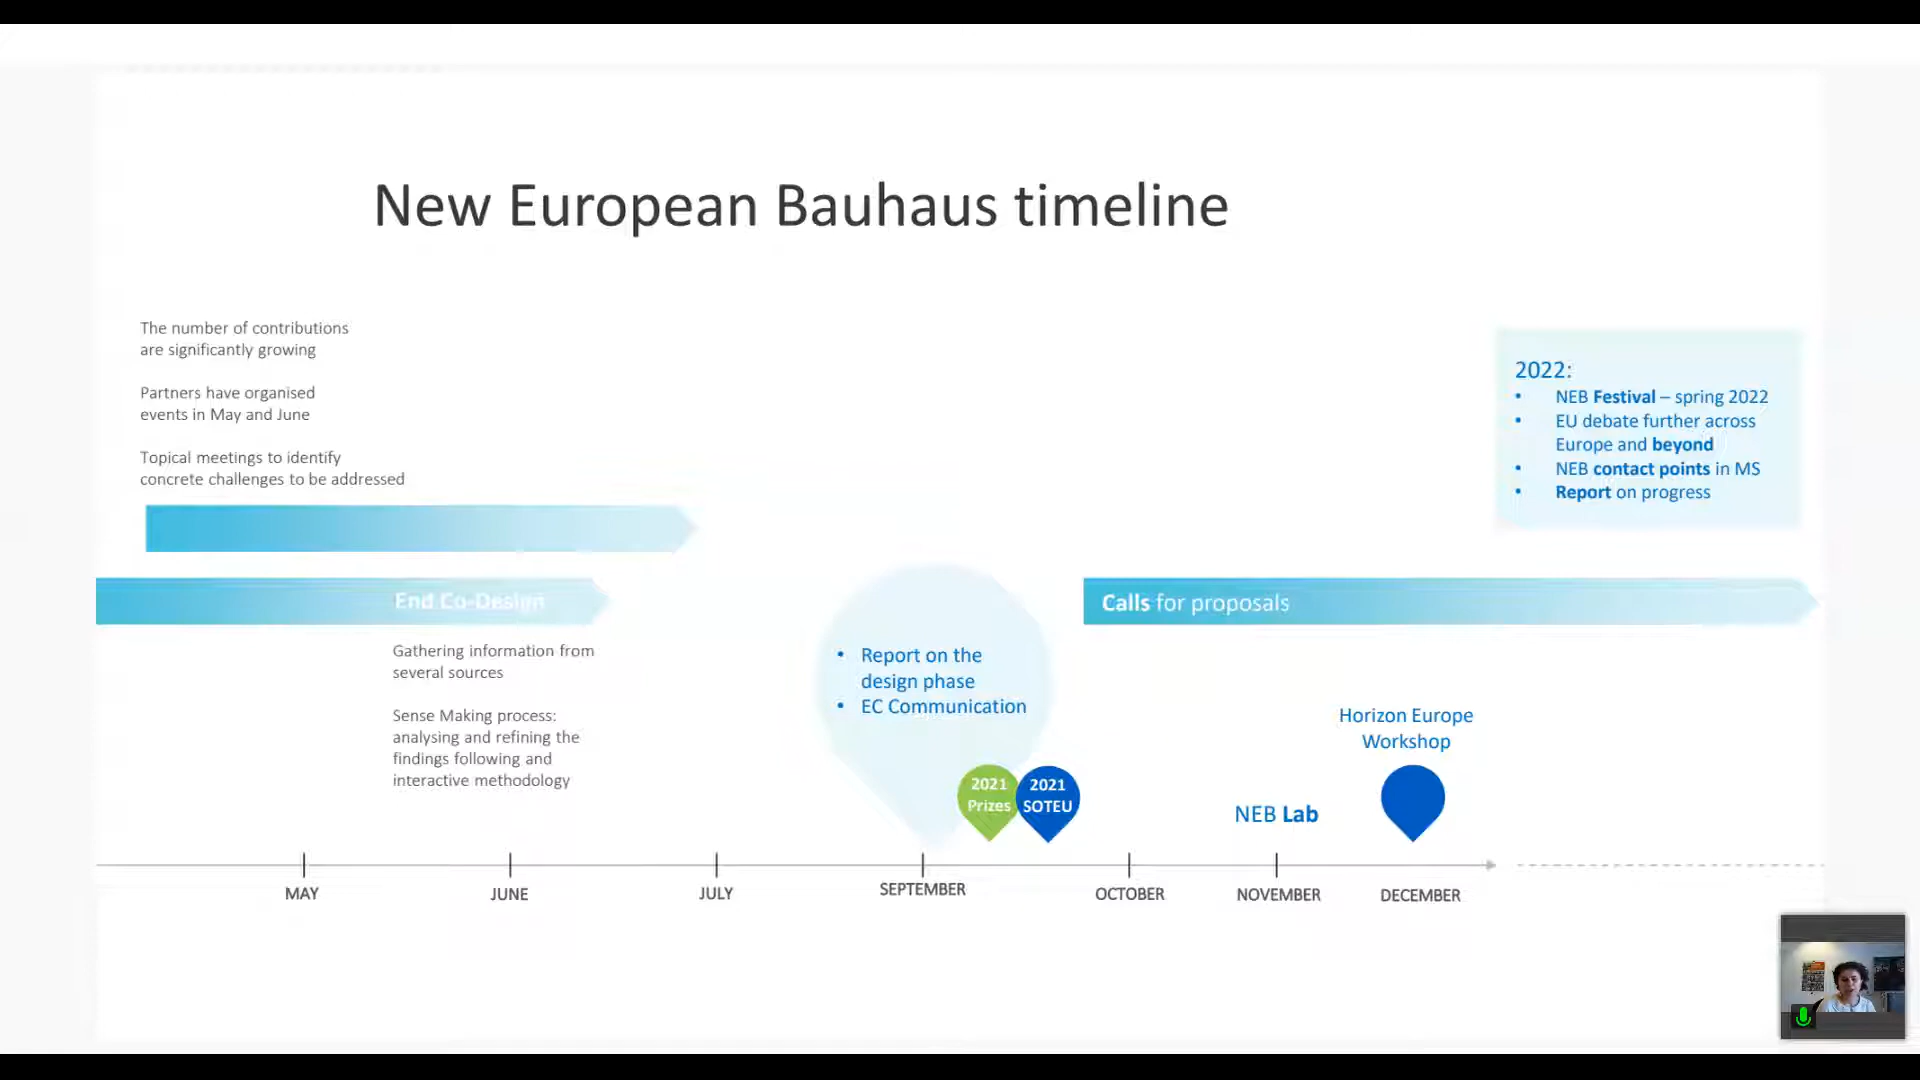 New European Bauhaus timeline
The number of contributions
are significantly growing
Partners have organised
events in May and June
Topical meetings to identify
concrete challenges to be addressed
2022:
• NEB Festival – spring 2022
• EU debate further across
Europe and beyond
• NEB contact points in MS
• Report on progress
End Co-Design
Calls for proposals
Gathering information from
several sources
Sense Making process:
analysing and refining the
findings following and
interactive methodology
• Report on the
design phase
• EC Communication
2021
Prizes
2021
SOTEU
NEB Lab
Horizon Europe
Workshop
MAY
JUNE
JULY
SEPTEMBER
OCTOBER
NOVEMBER
DECEMBER